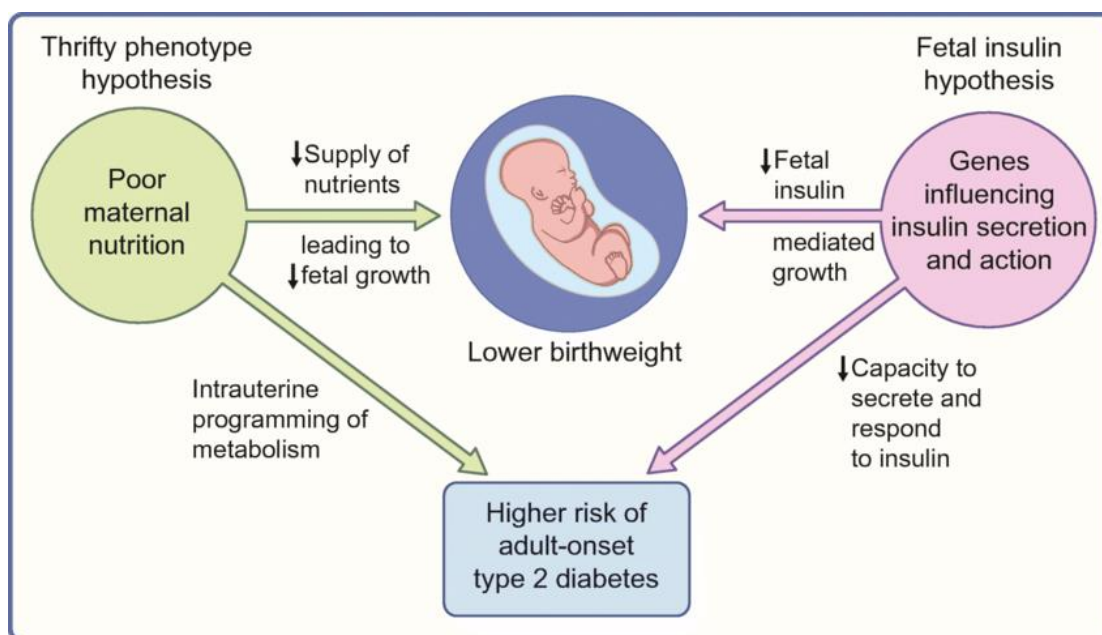 Thrifty phenotype
hypothesis
Poor
maternal
nutrition
↓Supply of
nutrients
leading to
↓fetal growth
Intrauterine
programming of
metabolism
Lower birthweight
Fetal insulin
hypothesis
Genes
influencing
insulin secretion
and action
↓Fetal
insulin
mediated
growth
↓Capacity to
secrete and
respond
to insulin
Higher risk of
adult-onset
type 2 diabetes